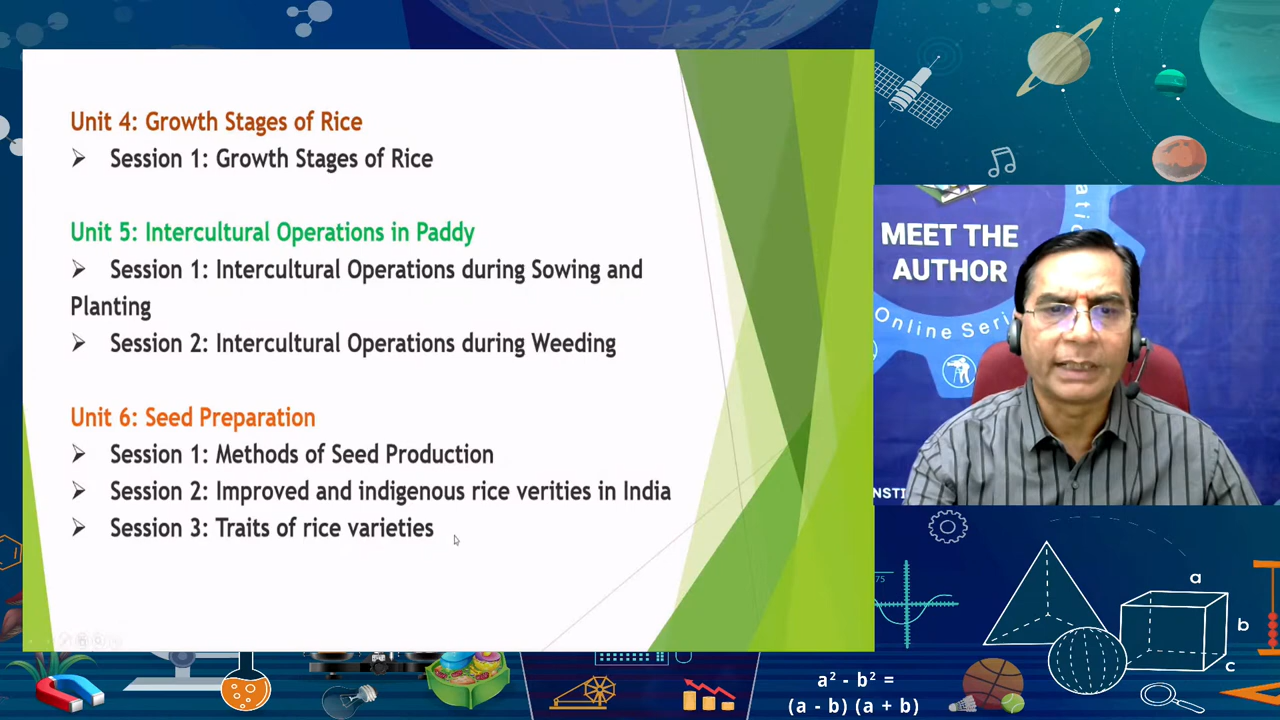 Unit 4: Growth Stages of Rice
➢ Session 1: Growth Stages of Rice
Unit 5: Intercultural Operations in Paddy
➢ Session 1: Intercultural Operations during Sowing and
Planting
➢ Session 2: Intercultural Operations during Weeding
Unit 6: Seed Preparation
➢ Session 1: Methods of Seed Production
➢ Session 2: Improved and indigenous rice verities in India
➢ Session 3: Traits of rice varieties
MEET THE
AUTHOR
Online Seri
a
b
c
a² - b² =
(a - b) (a + b)